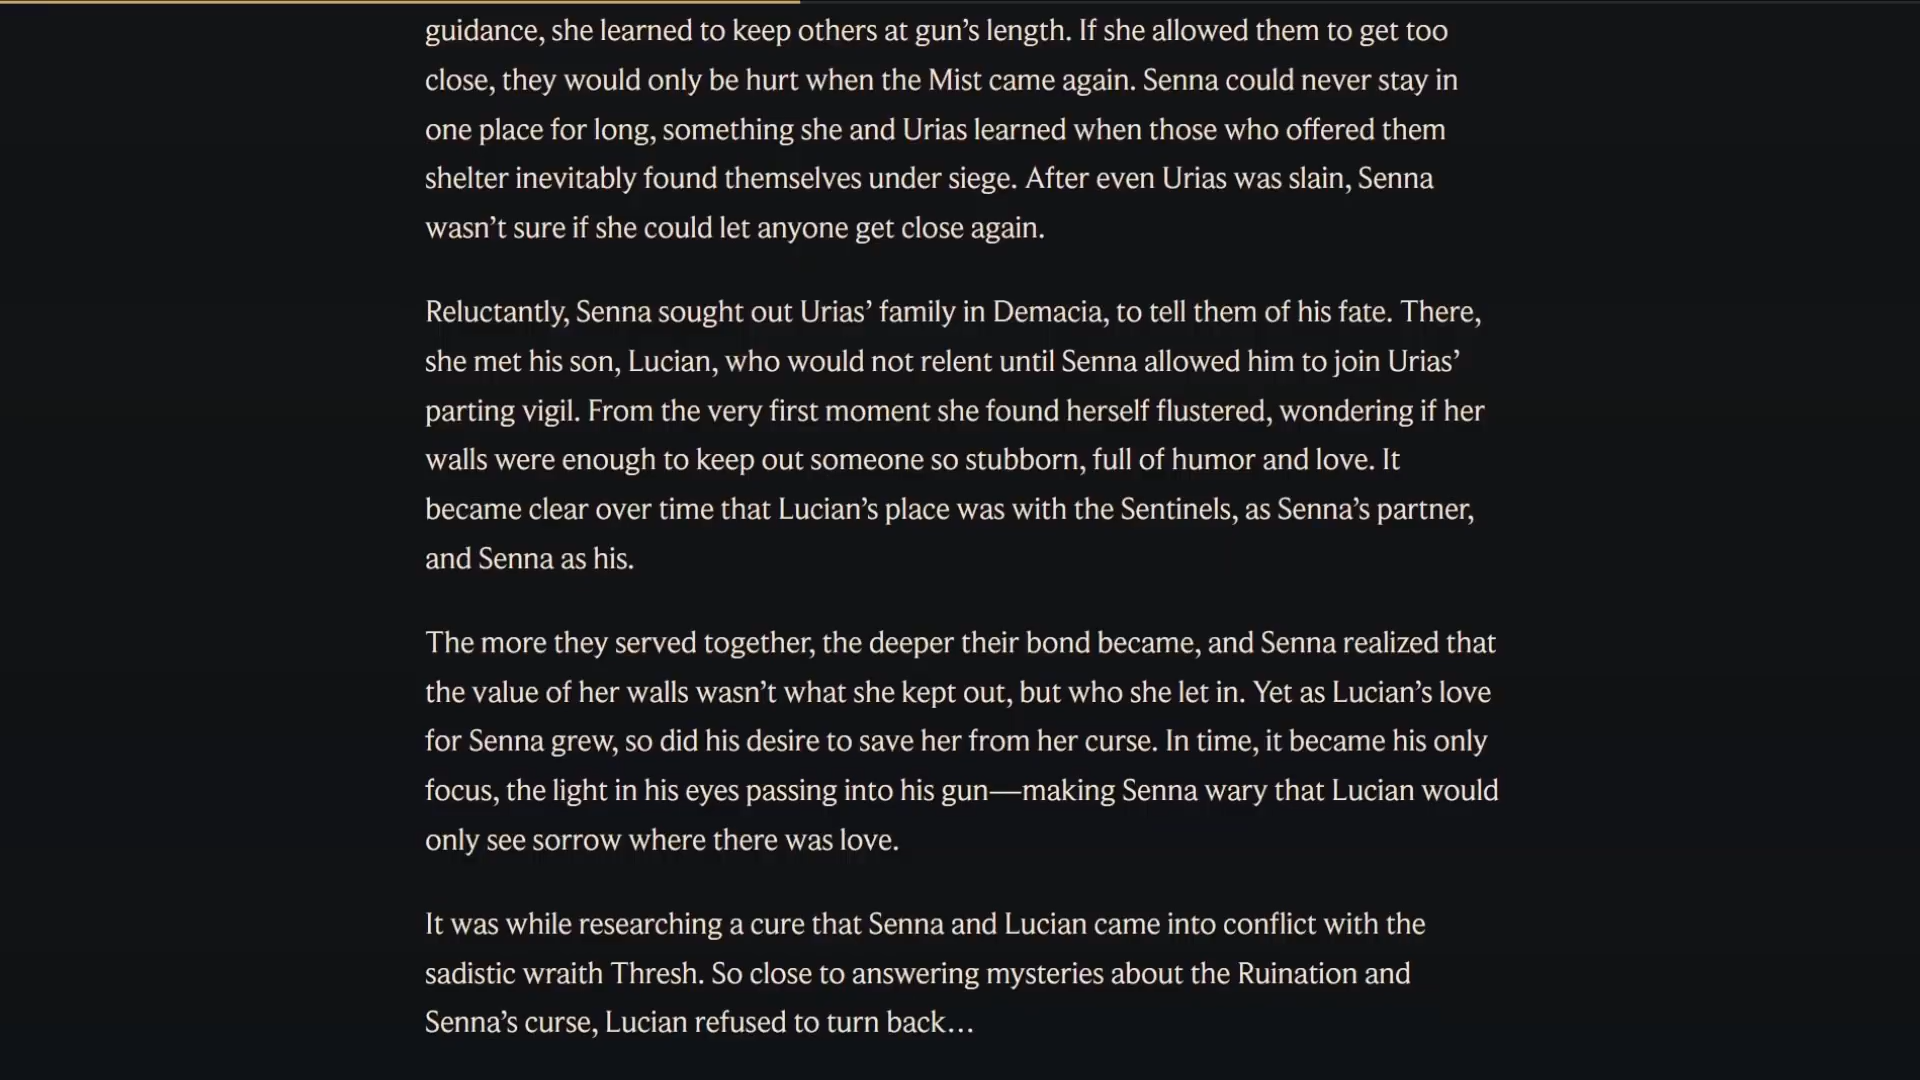 guidance, she learned to keep others at gun’s length. If she allowed them to get too
close, they would only be hurt when the Mist came again. Senna could never stay in
one place for long, something she and Urias learned when those who offered them
shelter inevitably found themselves under siege. After even Urias was slain, Senna
wasn’t sure if she could let anyone get close again.
Reluctantly, Senna sought out Urias’ family in Demacia, to tell them of his fate. There,
she met his son, Lucian, who would not relent until Senna allowed him to join Urias’
parting vigil. From the very first moment she found herself flustered, wondering if her
walls were enough to keep out someone so stubborn, full of humor and love. It
became clear over time that Lucian’s place was with the Sentinels, as Senna’s partner,
and Senna as his.
The more they served together, the deeper their bond became, and Senna realized that
the value of her walls wasn’t what she kept out, but who she let in. Yet as Lucian’s love
for Senna grew, so did his desire to save her from her curse. In time, it became his only
focus, the light in his eyes passing into his gun—making Senna wary that Lucian would
only see sorrow where there was love.
It was while researching a cure that Senna and Lucian came into conflict with the
sadistic wraith Thresh. So close to answering mysteries about the Ruination and
Senna’s curse, Lucian refused to turn back…